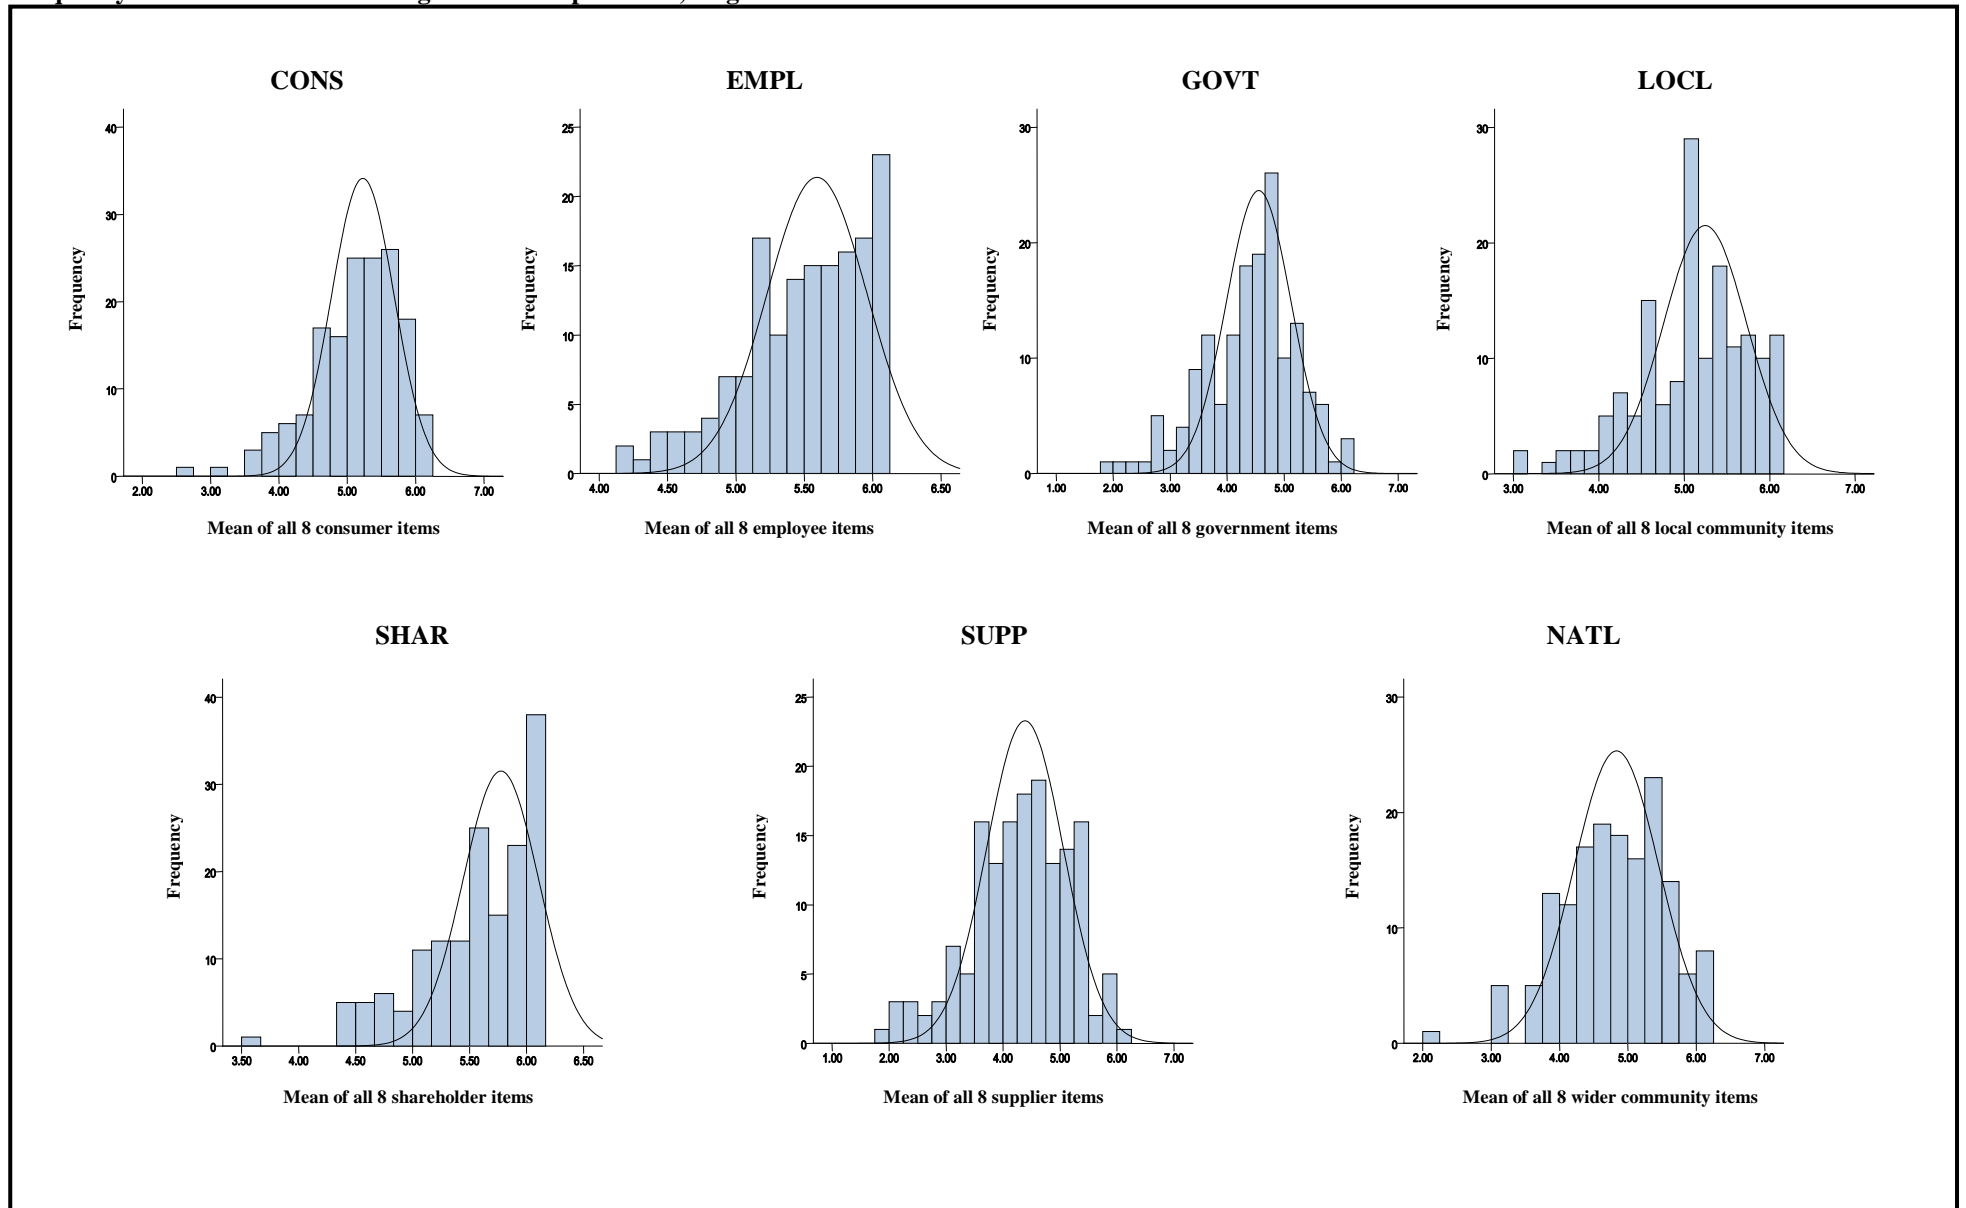 CONS
EMPL
GOVT
LOCL
40
30
20
10
0
Frequency
2.00 3.00 4.00 5.00 6.00 7.00
Mean of all 8 consumer items
25
20
15
10
5
0
Frequency
4.00 4.50 5.00 5.50 6.00 6.50
Mean of all 8 employee items
30
20
10
0
Frequency
1.00 2.00 3.00 4.00 5.00 6.00 7.00
Mean of all 8 government items
30
20
10
0
Frequency
3.00 4.00 5.00 6.00 7.00
Mean of all 8 local community items
SHAR
SUPP
NATL
40
30
20
10
0
Frequency
3.50 4.00 4.50 5.00 5.50 6.00 6.50
Mean of all 8 shareholder items
25
20
15
10
5
0
Frequency
1.00 2.00 3.00 4.00 5.00 6.00 7.00
Mean of all 8 supplier items
30
20
10
0
Frequency
2.00 3.00 4.00 5.00 6.00 7.00
Mean of all 8 wider community items